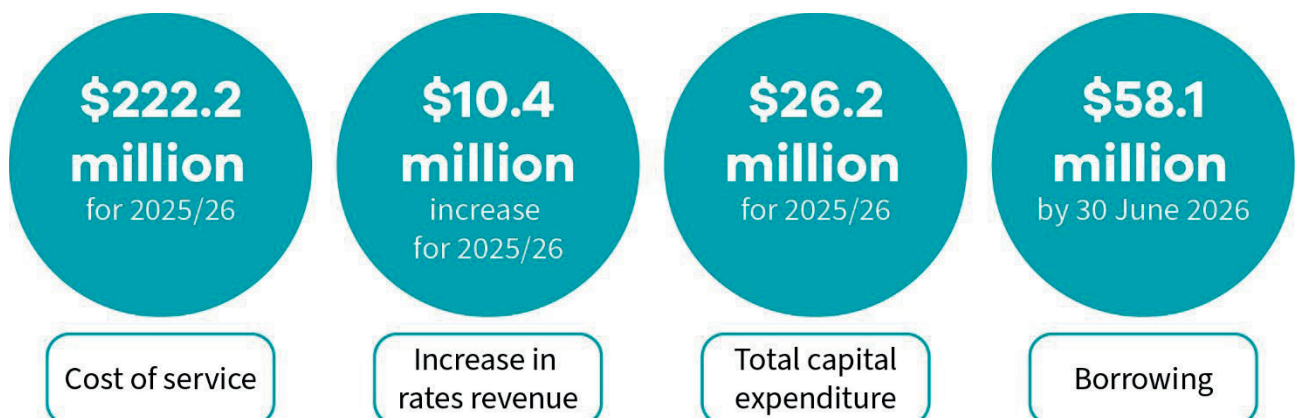 $222.2
million
for 2025/26
Cost of service
$10.4
million
increase
for 2025/26
Increase in
rates revenue
$26.2
million
for 2025/26
Total capital
expenditure
$58.1
million
by 30 June 2026
Borrowing